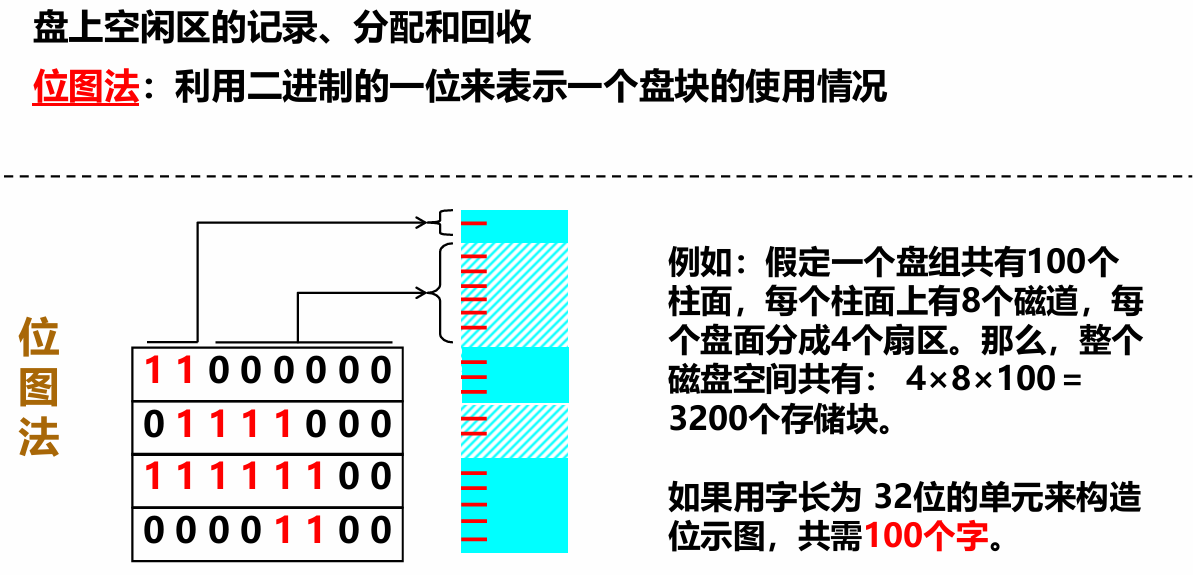 盘上空闲区的记录、分配和回收
位图法：利用二进制的一位来表示一个盘块的使用情况
位图法
1 1 0 0 0 0 0 0
0 1 1 1 1 0 0 0
1 1 1 1 1 1 0 0
0 0 0 0 1 1 0 0
例如：假定一个盘组共有100个
柱面，每个柱面上有8个磁道，每
个盘面分成4个扇区。那么，整个
磁盘空间共有： 4×8×100＝
3200个存储块。
如果用字长为 32位的单元来构造
位示图，共需100个字。